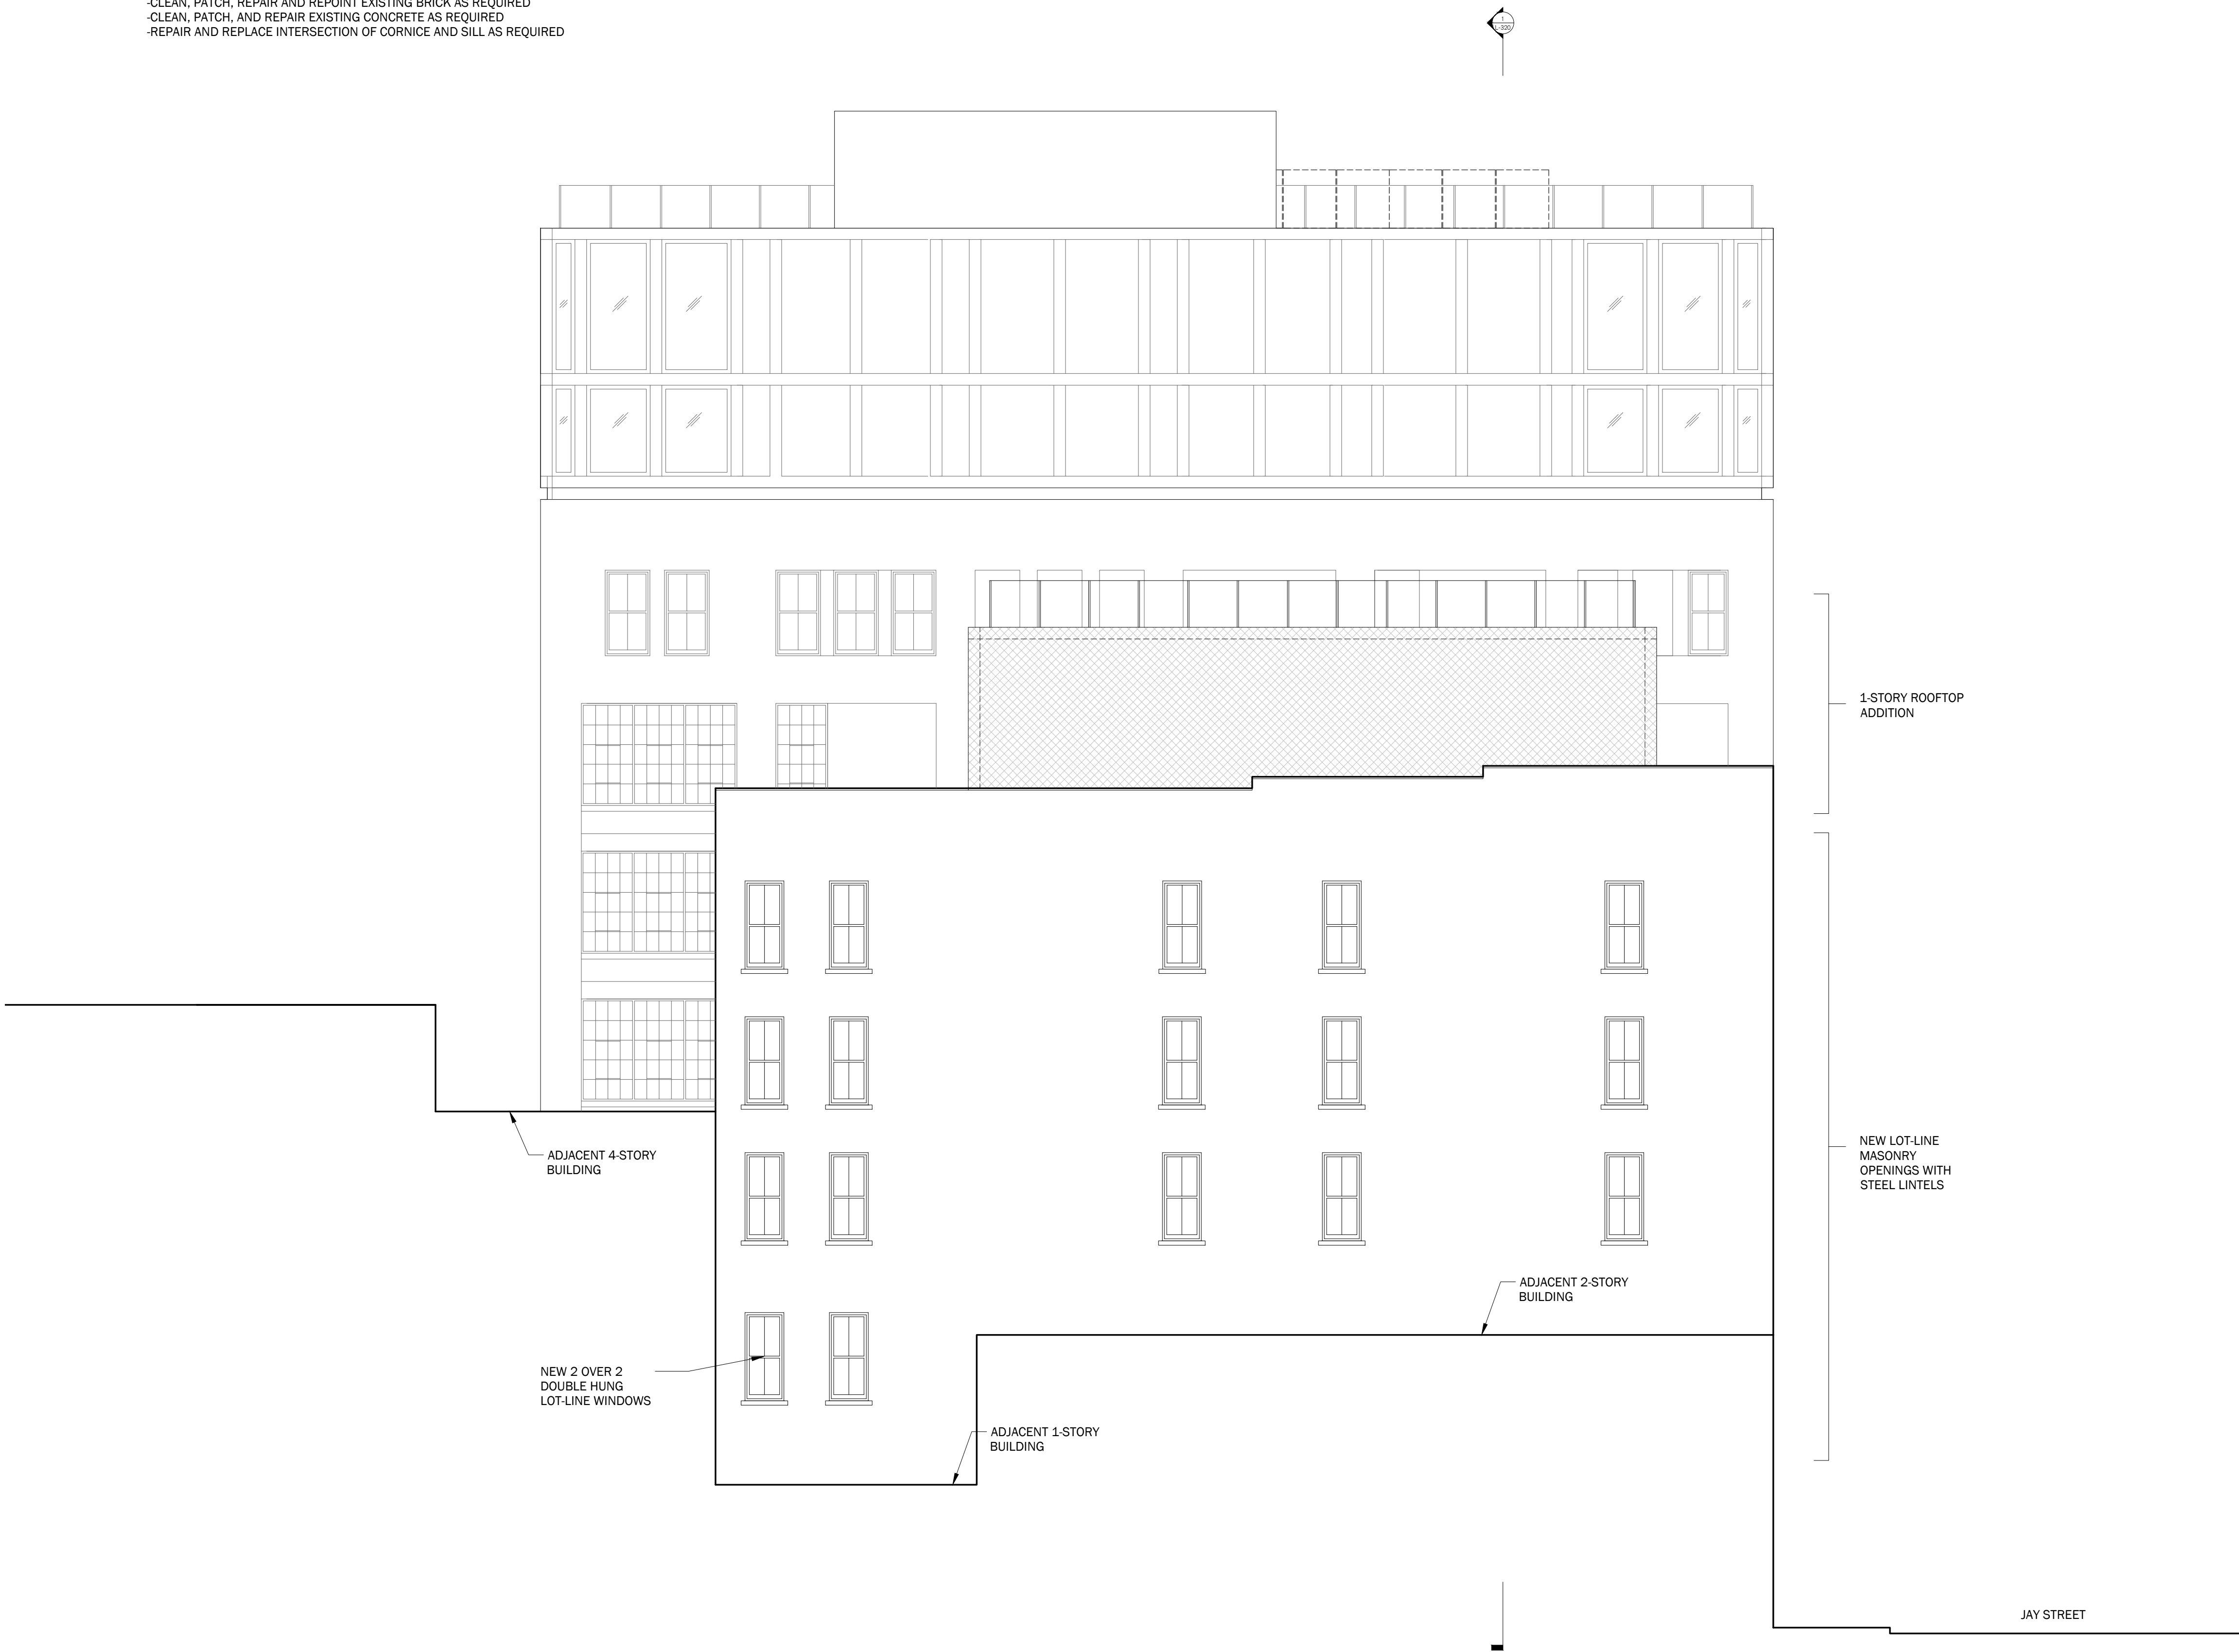 -CLEAN, PATCH, REPAIR AND REPOINT EXISTING BRICK AS REQUIRED
-CLEAN, PATCH, AND REPAIR EXISTING CONCRETE AS REQUIRED
-REPAIR AND REPLACE INTERSECTION OF CORNICE AND SILL AS REQUIRED
1
L-320
1-STORY ROOFTOP
ADDITION
NEW LOT-LINE
MASONRY
OPENINGS WITH
STEEL LINTELS
ADJACENT 4-STORY
BUILDING
ADJACENT 2-STORY
BUILDING
NEW 2 OVER 2
DOUBLE HUNG
LOT-LINE WINDOWS
ADJACENT 1-STORY
BUILDING
JAY STREET